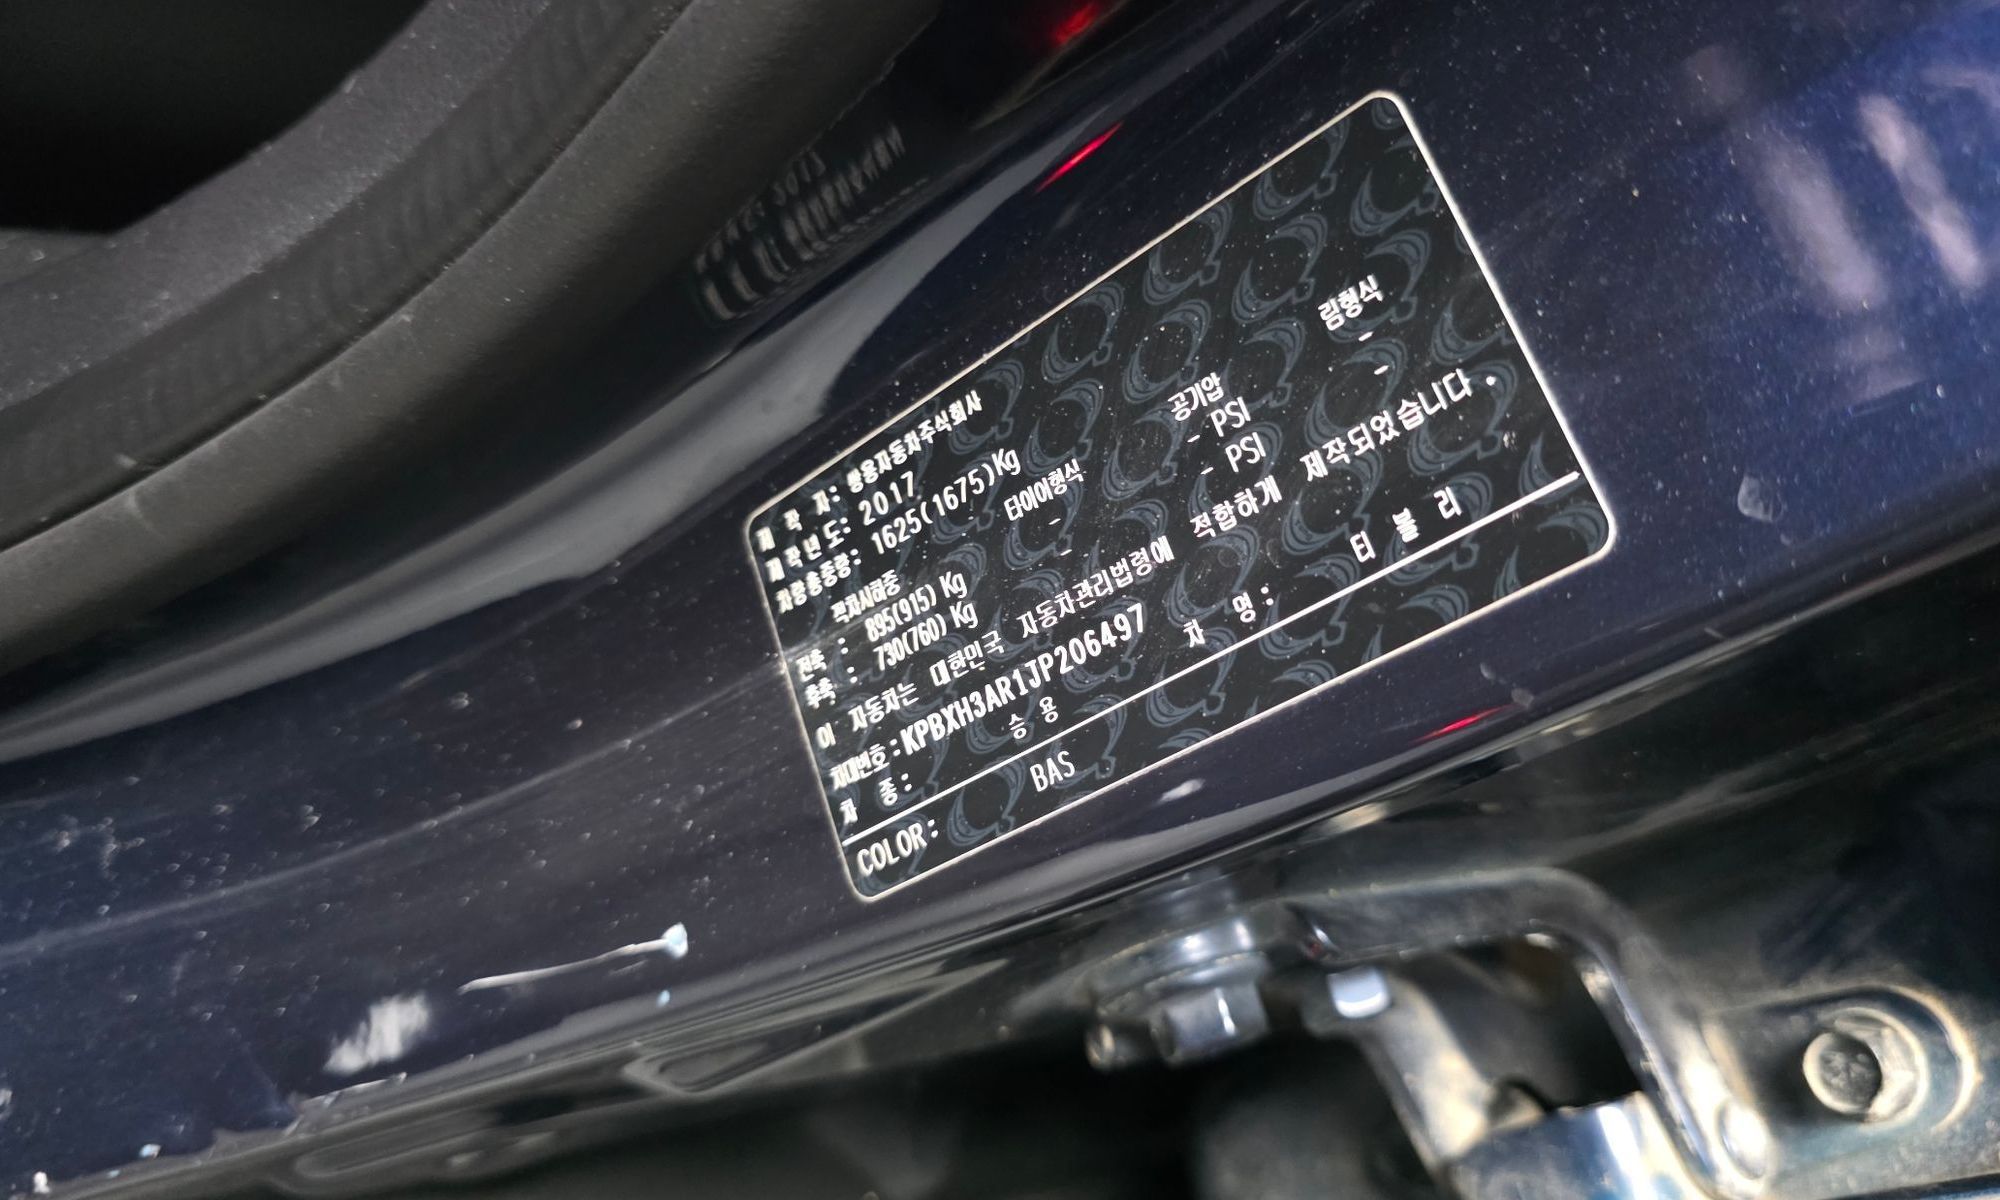 제 작 자: 쌍용자동차주식회사
제작년도: 2017
차량총중량: 1625(1675)Kg
적차시하중 타이어형식 공기압 림형식
전축 : 895(915) Kg - - PSI -
후축 : 730(760) Kg - - PSI -
이 자동차는 대한민국 자동차관리법령에 적합하게 제작되었습니다.
차대번호:KPBXH3AR1JP206497
차 종: 승 용 차 명: 티 볼 리
COLOR: BAS